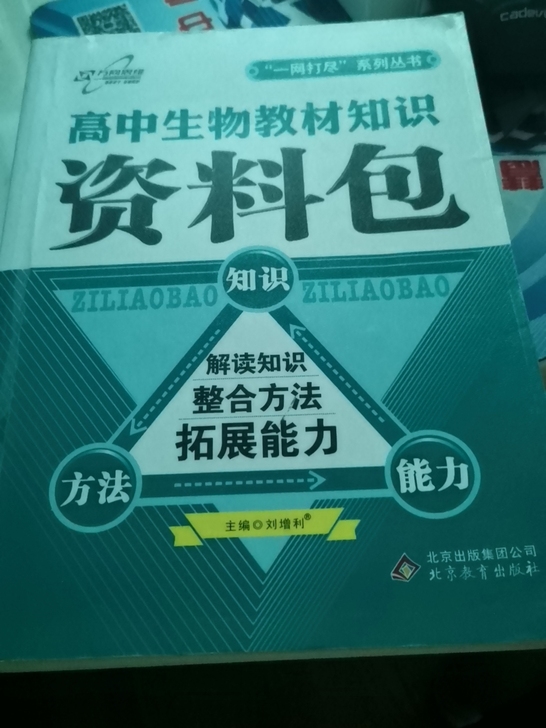 “一网打尽”系列丛书
高中生物教材知识
资料包
知识
ZILIAOBAO ZILIAOBAO
解读知识
整合方法
拓展能力
方法
能力
主编◎刘增利®
北京出版集团公司
北京教育出版社
Cadev